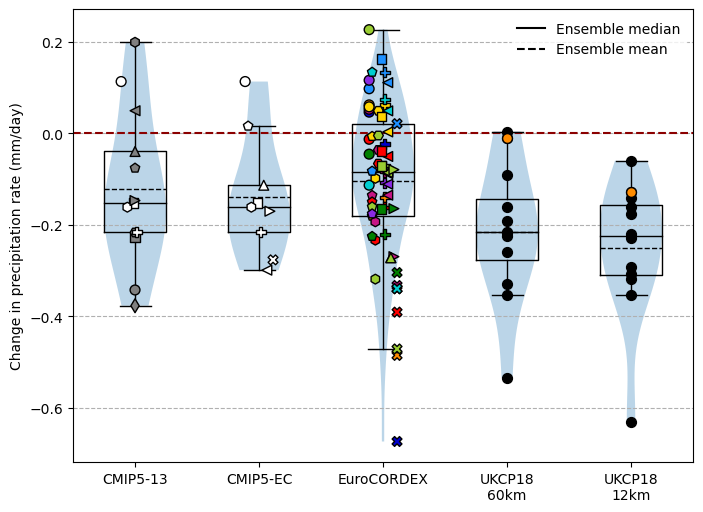 Change in precipitation rate (mm/day)
0.2
0.0
−0.2
−0.4
−0.6
Ensemble median
Ensemble mean
CMIP5-13
CMIP5-EC
EuroCORDEX
UKCP18
60km
UKCP18
12km